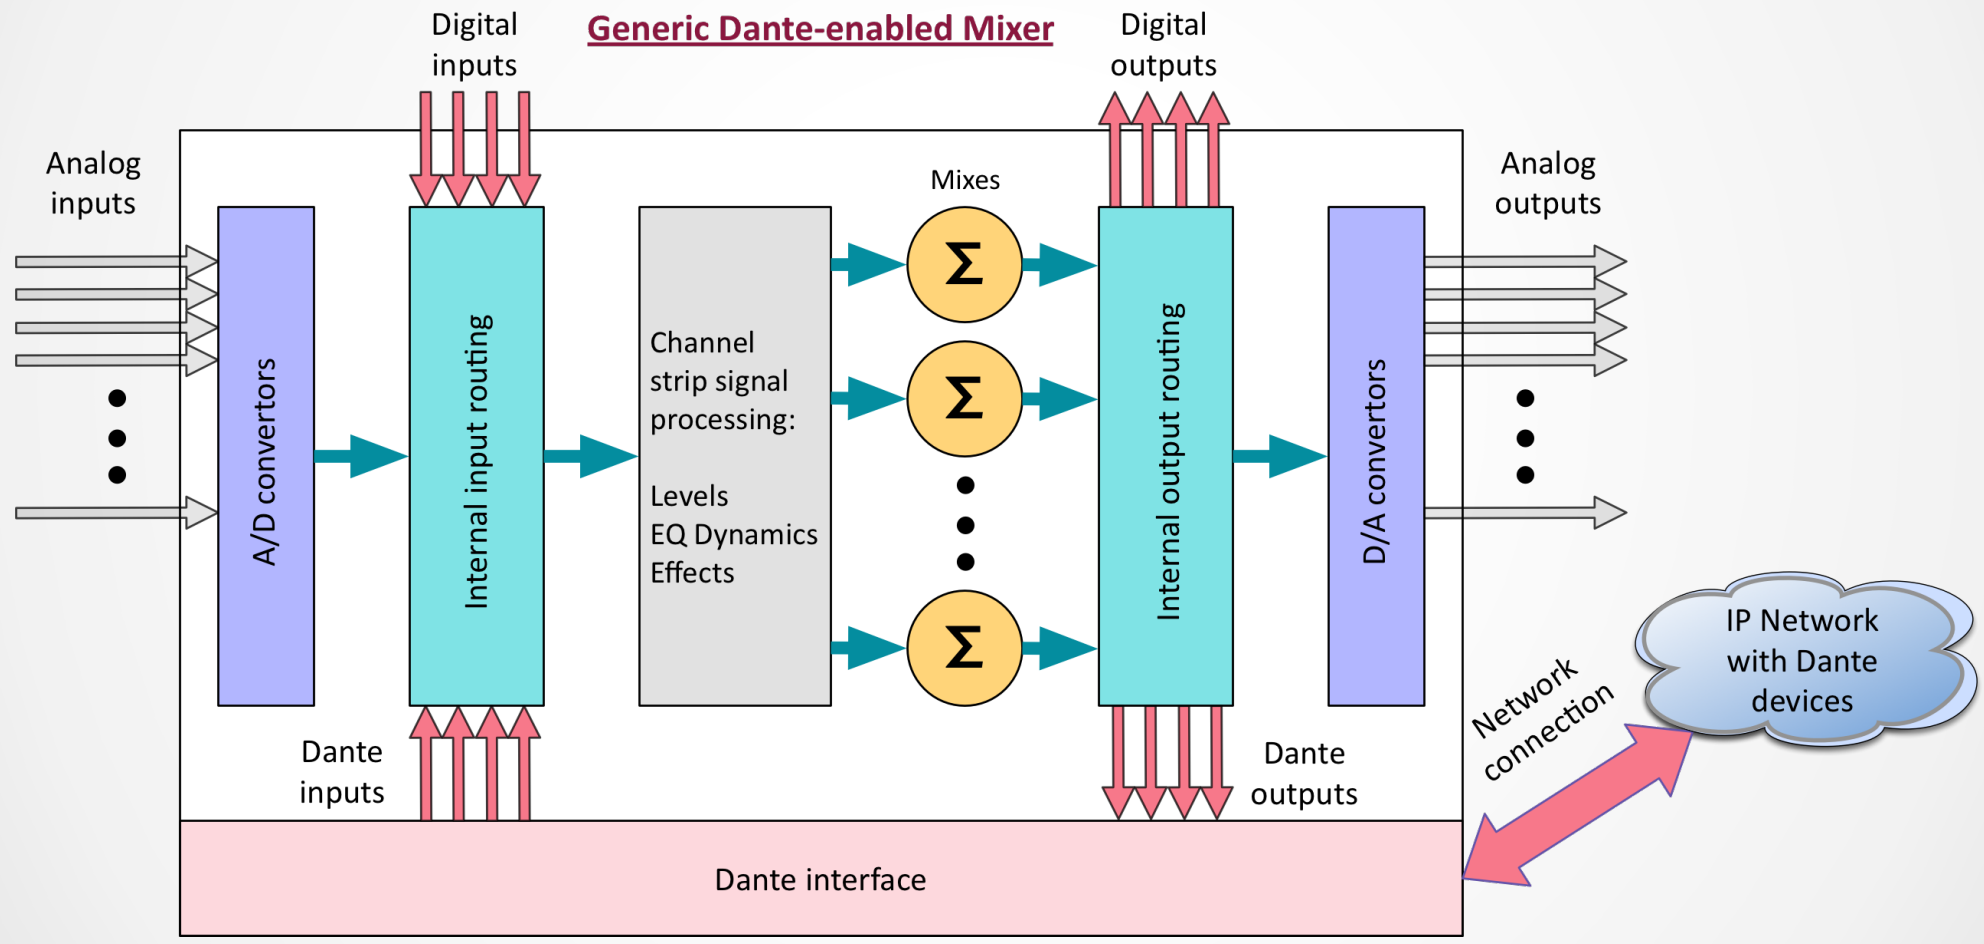 Generic Dante-enabled Mixer
Digital
inputs
Digital
outputs
Analog
inputs
Mixes
Analog
outputs
A/D convertors
Internal input routing
Channel
strip signal
processing:
Levels
EQ Dynamics
Effects
Σ
Σ
Σ
Internal output routing
D/A convertors
IP Network
with Dante
devices
Network
connection
Dante
inputs
Dante
outputs
Dante interface